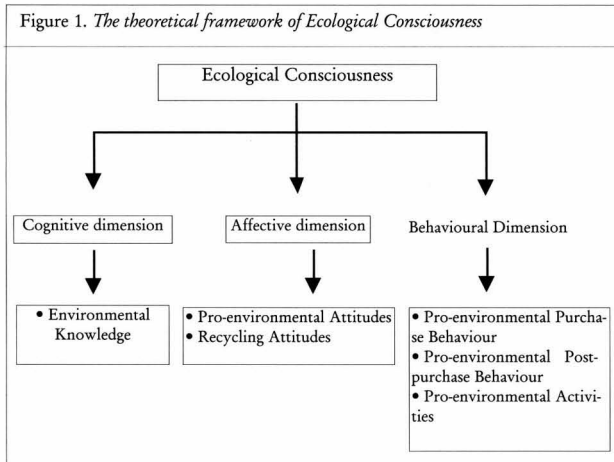 Figure 1. The theoretical framework of Ecological Consciousness
Ecological Consciousness
Cognitive dimension
Affective dimension
Behavioural Dimension
• Environmental
Knowledge
• Pro-environmental Attitudes
• Recycling Attitudes
• Pro-environmental Purcha-
se Behaviour
• Pro-environmental Post-
purchase Behaviour
• Pro-environmental Activi-
ties